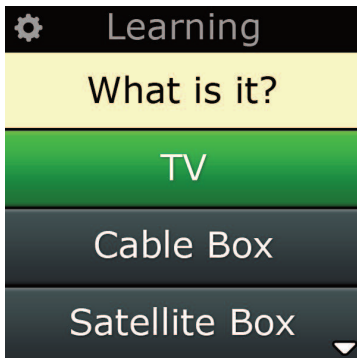 Learning
What is it?
TV
Cable Box
Satellite Box